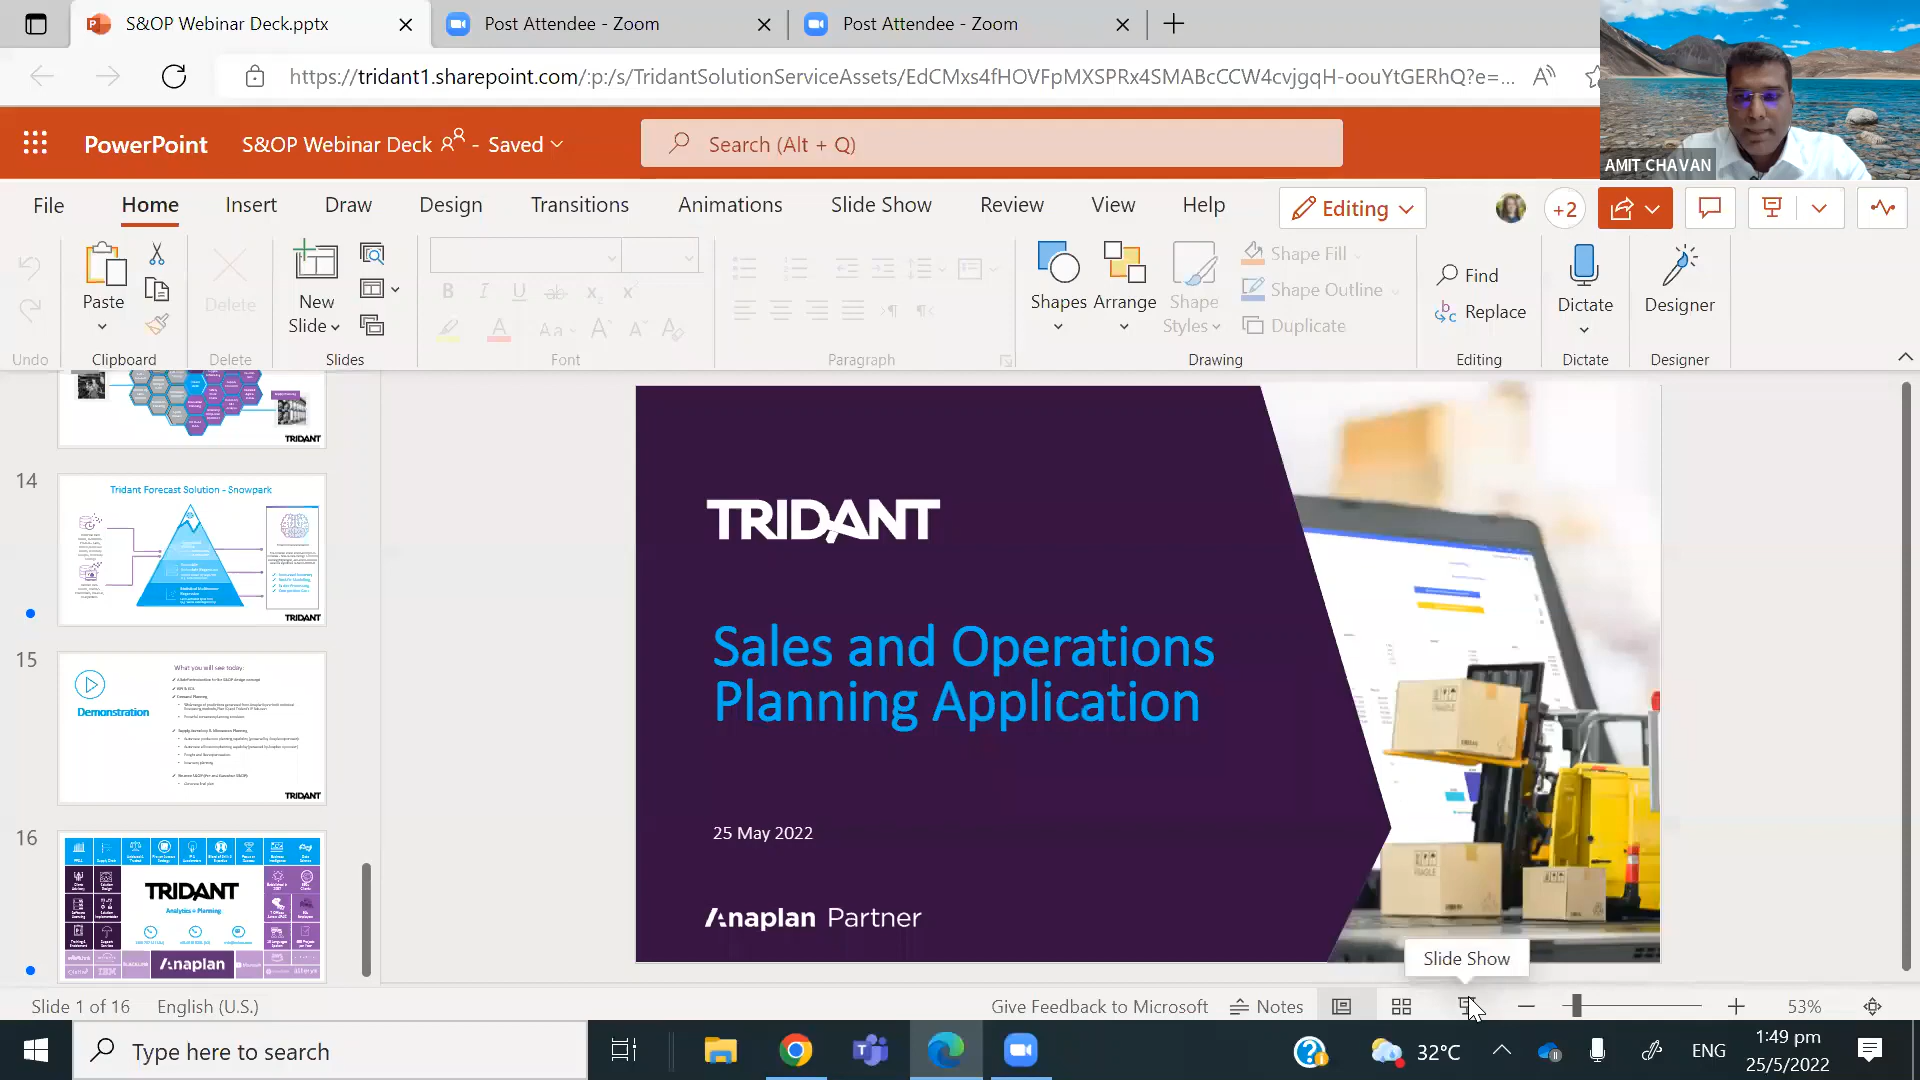 S&OP Webinar Deck.pptx
Post Attendee - Zoom
Post Attendee - Zoom
https://tridant1.sharepoint.com/:p:/s/TridantSolutionServiceAssets/EdCMxs4fHOVFpMXSPRx4SMABcCCW4cvjgqH-oouYtGERhQ?e=...
AMIT CHAVAN
PowerPoint
S&OP Webinar Deck - Saved
Search (Alt + Q)
File Home Insert Draw Design Transitions Animations Slide Show Review View Help
Editing
+2
Paste
Delete
New
Slide
Shapes
Arrange
Shape
Styles
Shape Fill
Shape Outline
Duplicate
Find
Replace
Dictate
Designer
Undo Clipboard Delete Slides Font Paragraph Drawing Editing Dictate Designer
TRIDANT
14
Tridant Forecast Solution - Snowpark
TRIDANT
15
What you will see today:
Demonstration
TRIDANT
16
TRIDANT
Analytics + Planning
Anaplan
TRIDANT
Sales and Operations
Planning Application
25 May 2022
Anaplan Partner
Slide Show
Slide 1 of 16
English (U.S.)
Give Feedback to Microsoft
Notes
53%
Type here to search
32°C
ENG
1:49 pm
25/5/2022